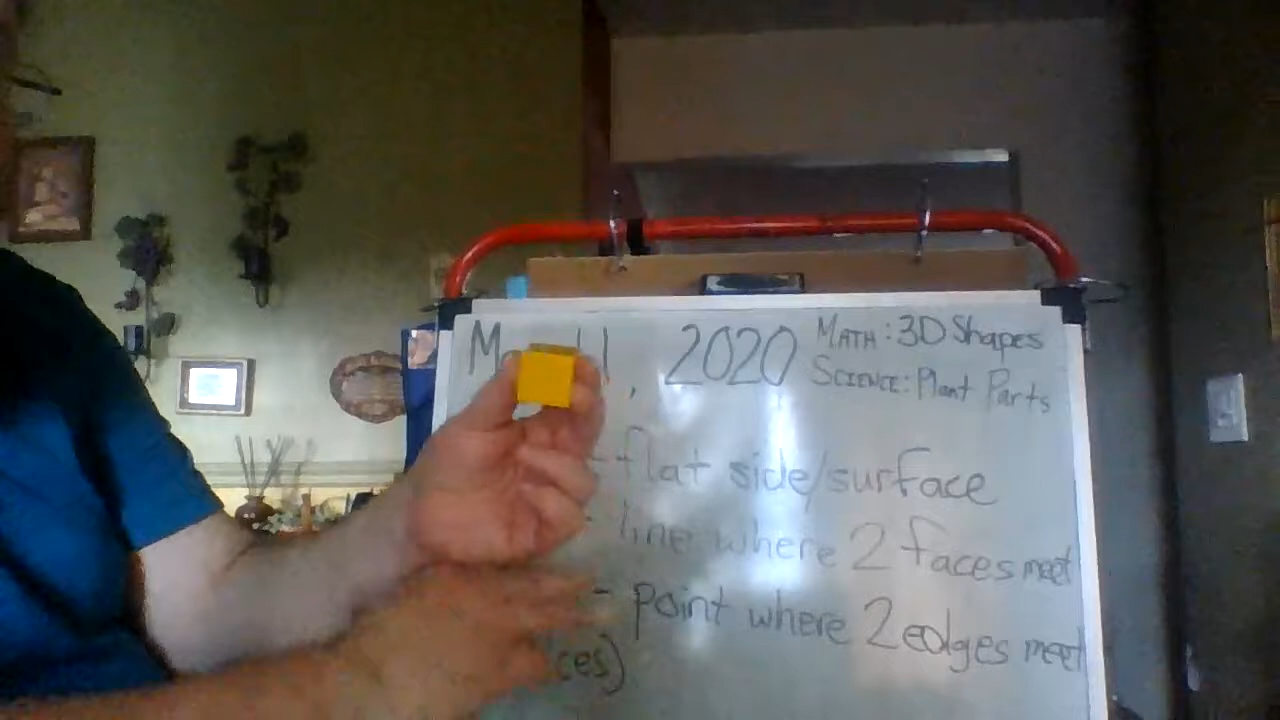 2020
MATH: 3D Shapes
SCIENCE: Plant Parts
- flat side/surface
- line where 2 faces meet
- point where 2 edges meet
ces)